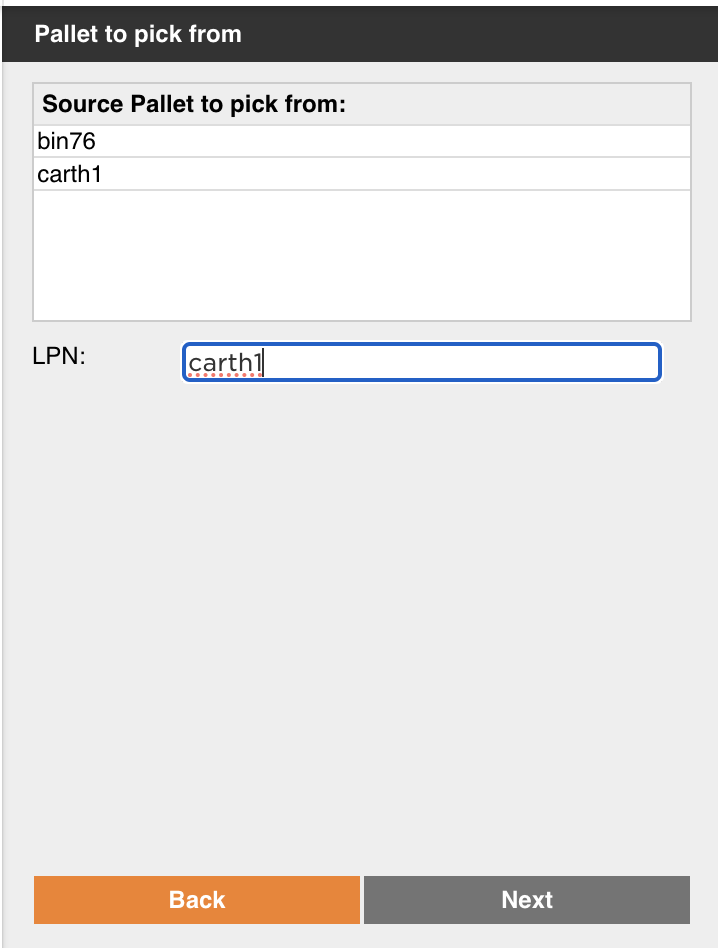 Pallet to pick from
Source Pallet to pick from:
bin76
carth1
LPN: carth1
Back Next